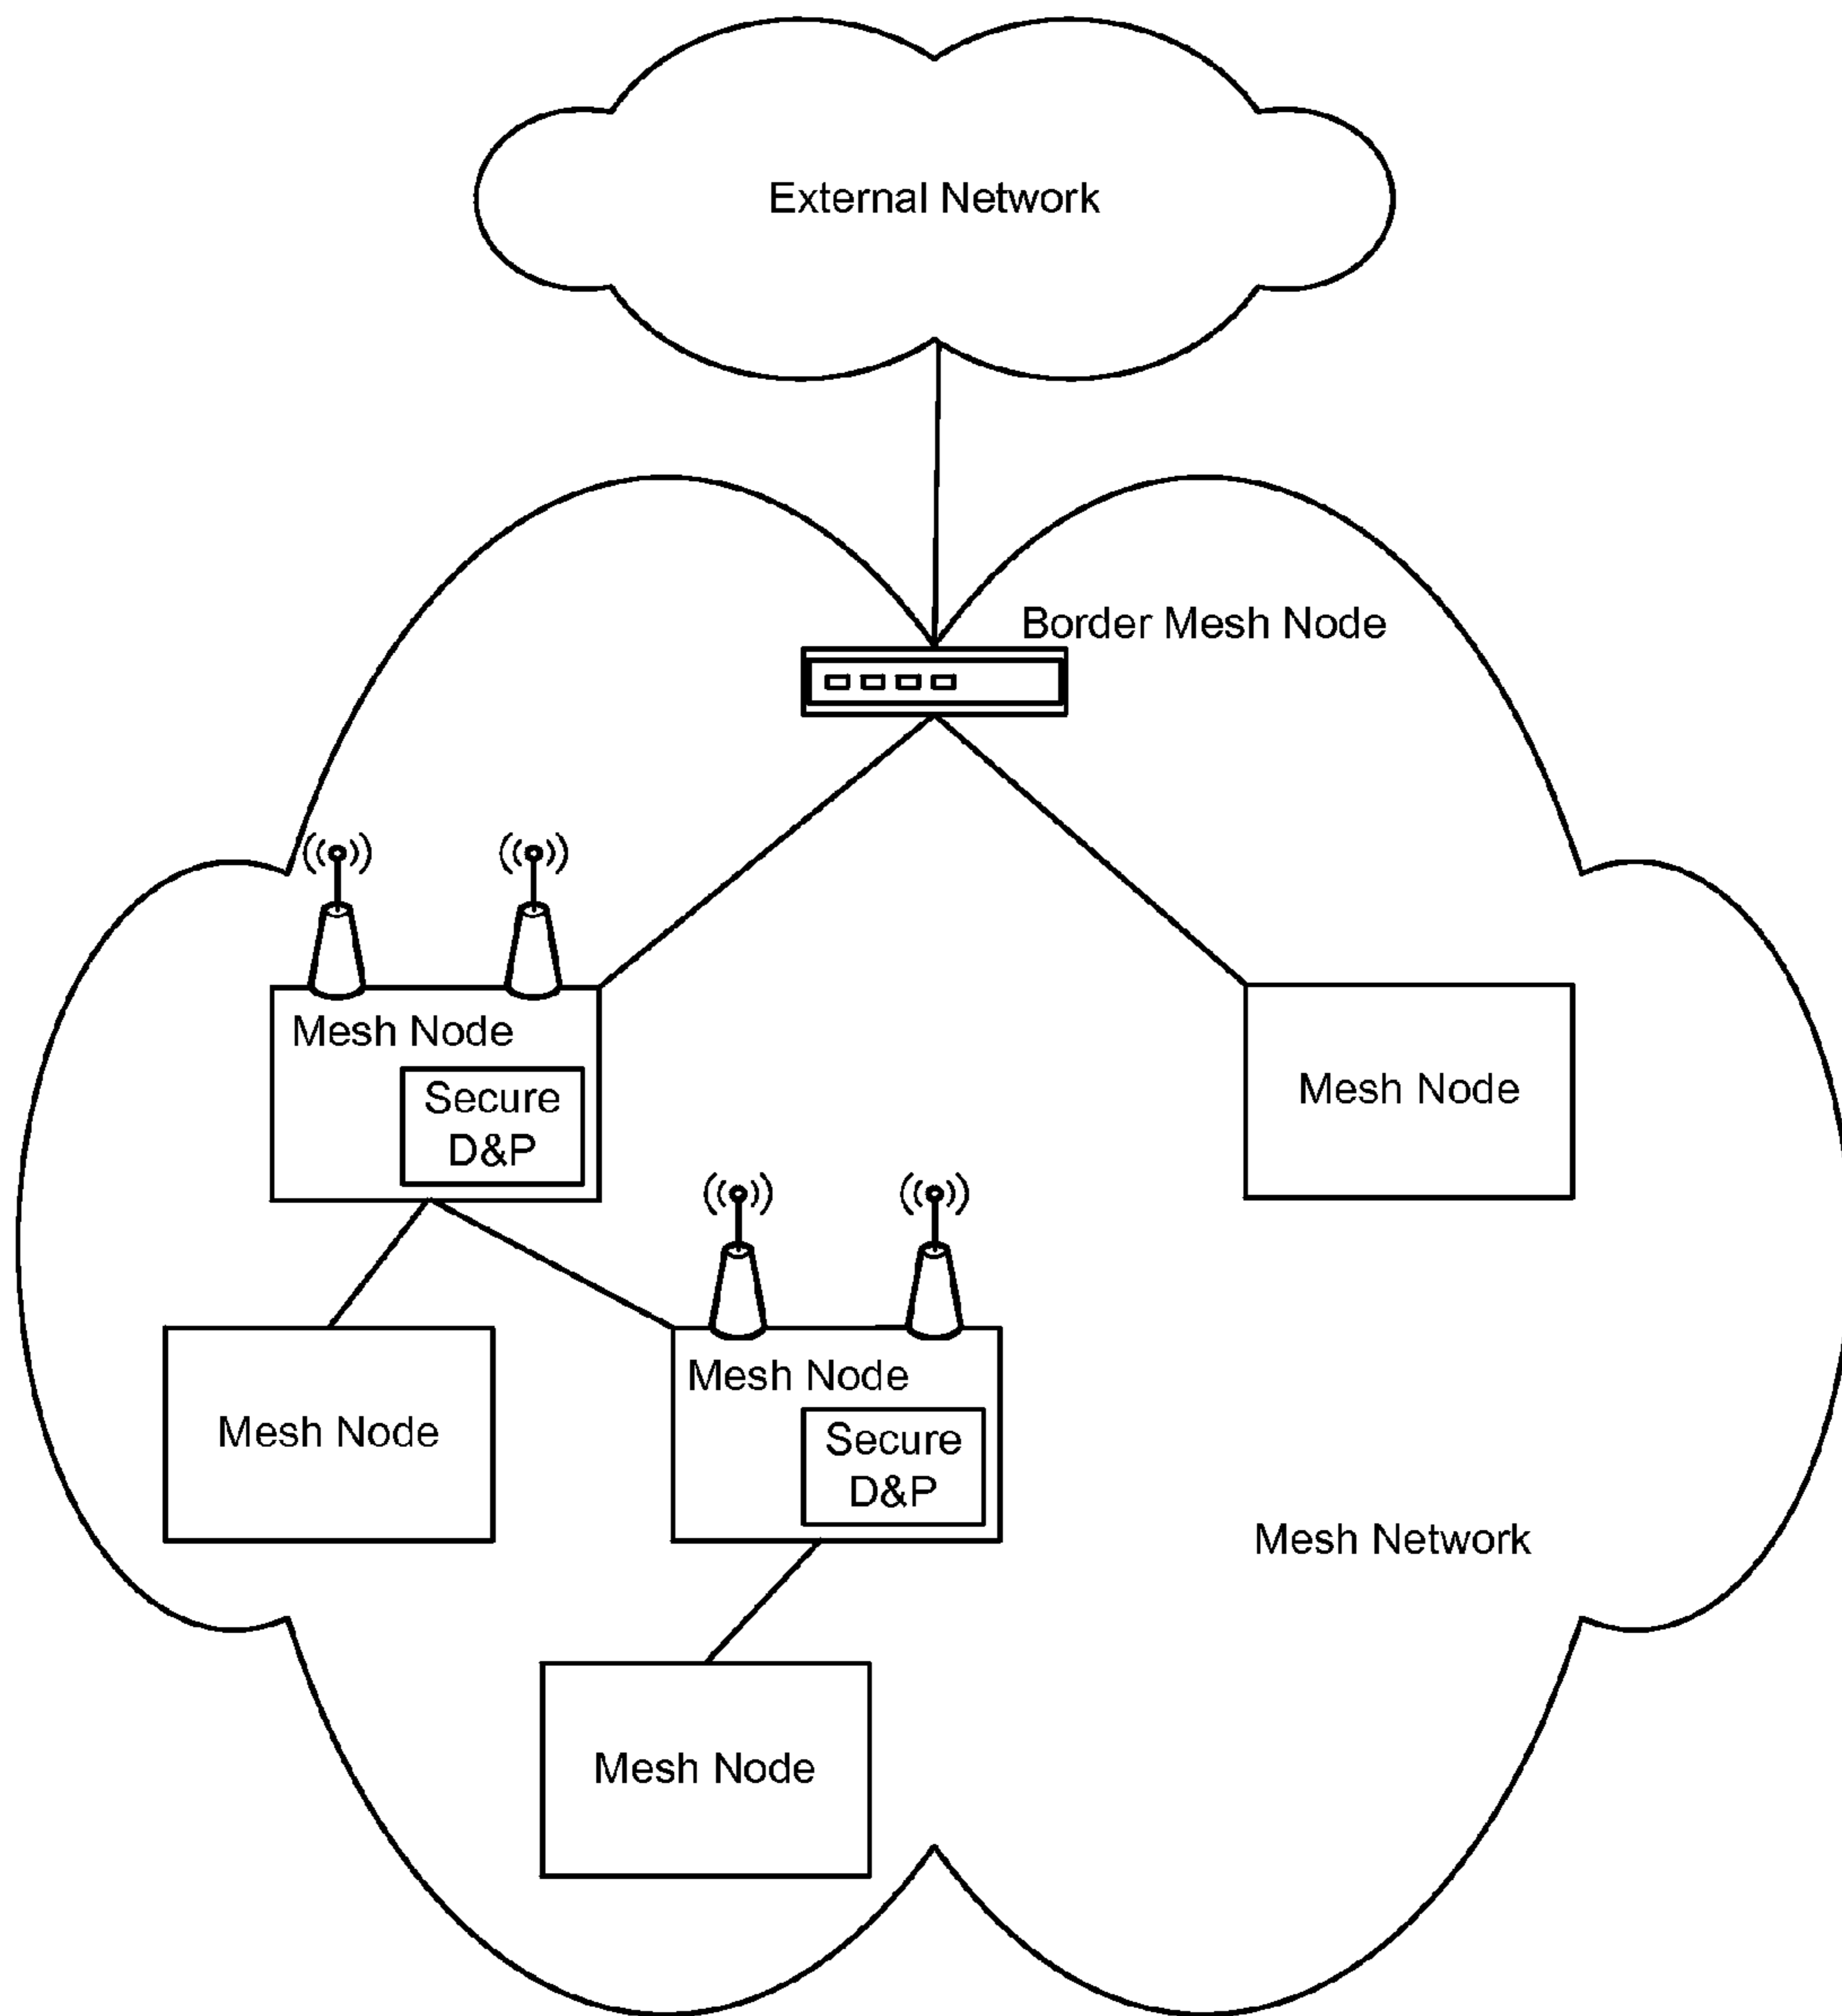 External Network
Border Mesh Node
Mesh Node
Secure
D&P
Mesh Node
Mesh Node
Secure
D&P
Mesh Node
Mesh Network
Mesh Node